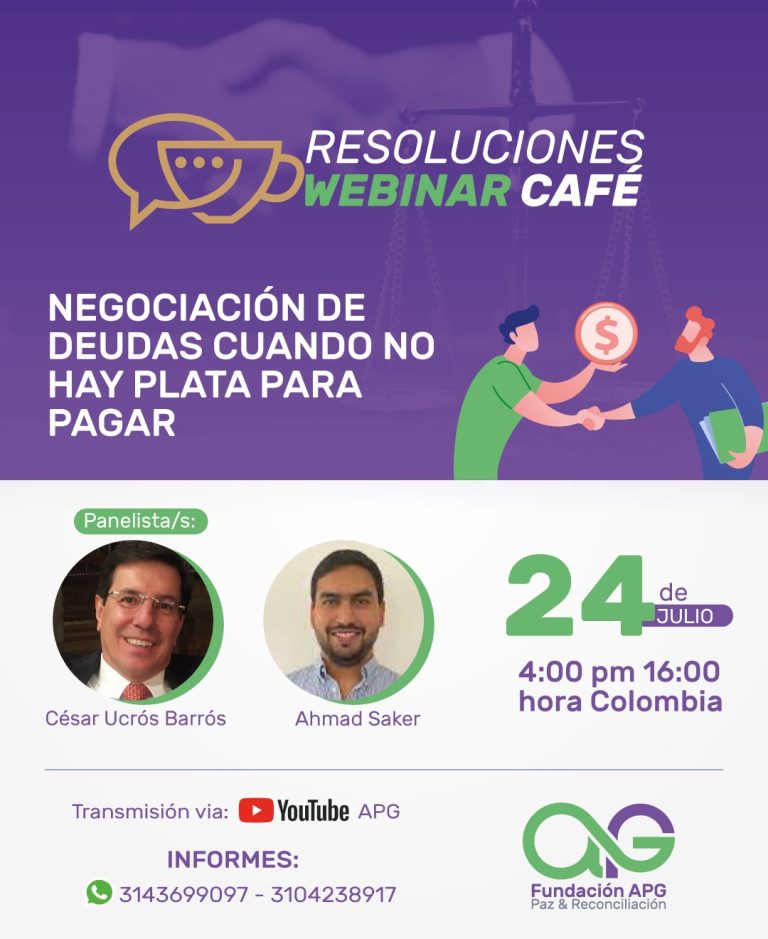 RESOLUCIONES
WEBINAR CAFÉ
NEGOCIACIÓN DE
DEUDAS CUANDO NO
HAY PLATA PARA
PAGAR
$
Panelista/s:
César Ucrós Barrós
Ahmad Saker
24 de
JULIO
4:00 pm 16:00
hora Colombia
Transmisión via: YouTube APG
INFORMES:
3143699097 - 3104238917
aPG
Fundación APG
Paz & Reconciliación